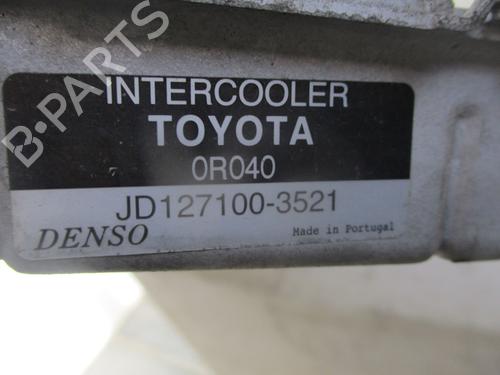 B-PARTS
INTERCOOLER
TOYOTA
0R040
JD127100-3521
DENSO
Made in Portugal